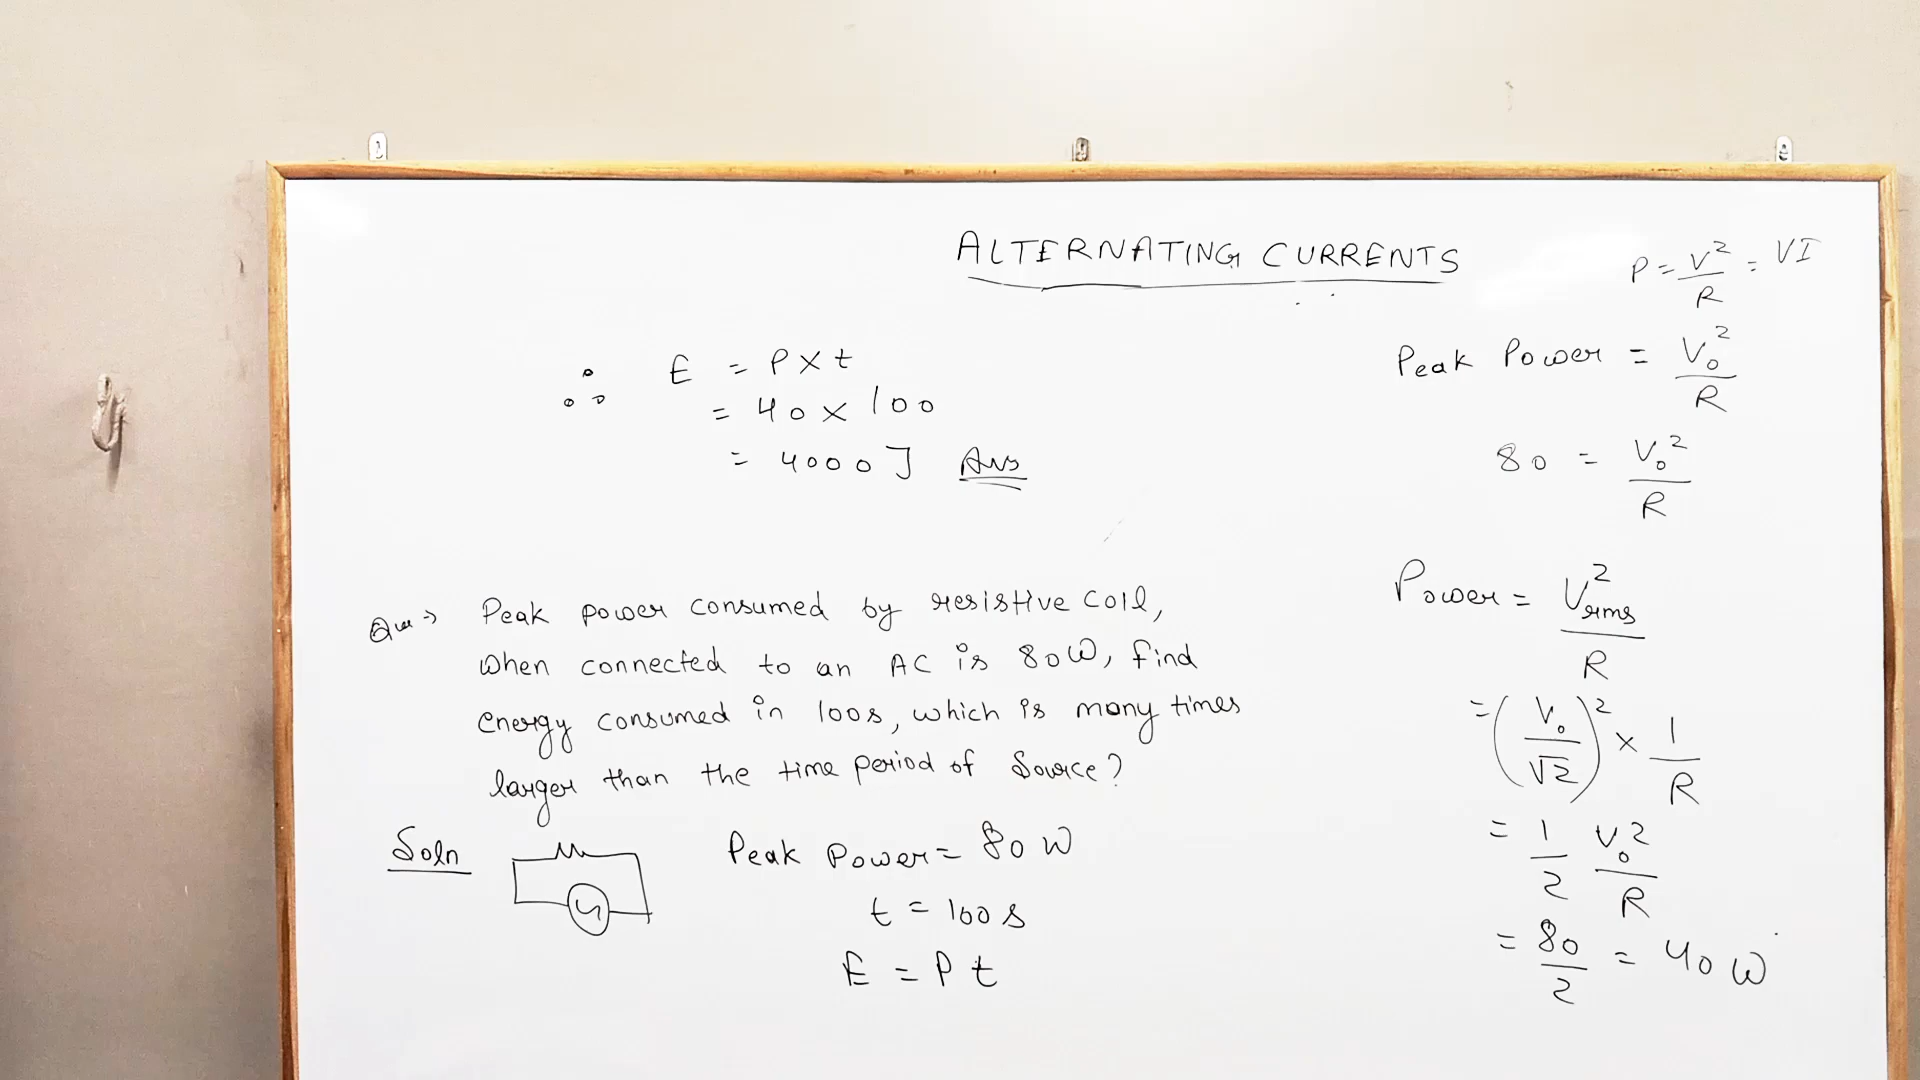 ALTERNATING CURRENTS
∴ E = P × t
= 40 × 100
= 4000 J Ans
Que → Peak power consumed by resistive coil,
when connected to an AC is 80W, find
energy consumed in 100s, which is many times
larger than the time period of Source?
Soln
Peak Power = 80 W
t = 100 s
E = P t
P = V²/R = VI
Peak Power = V₀²/R
80 = V₀²/R
Power = V²rms/R
= (V₀/√2)² × 1/R
= 1/2 V₀²/R
= 80/2 = 40 W